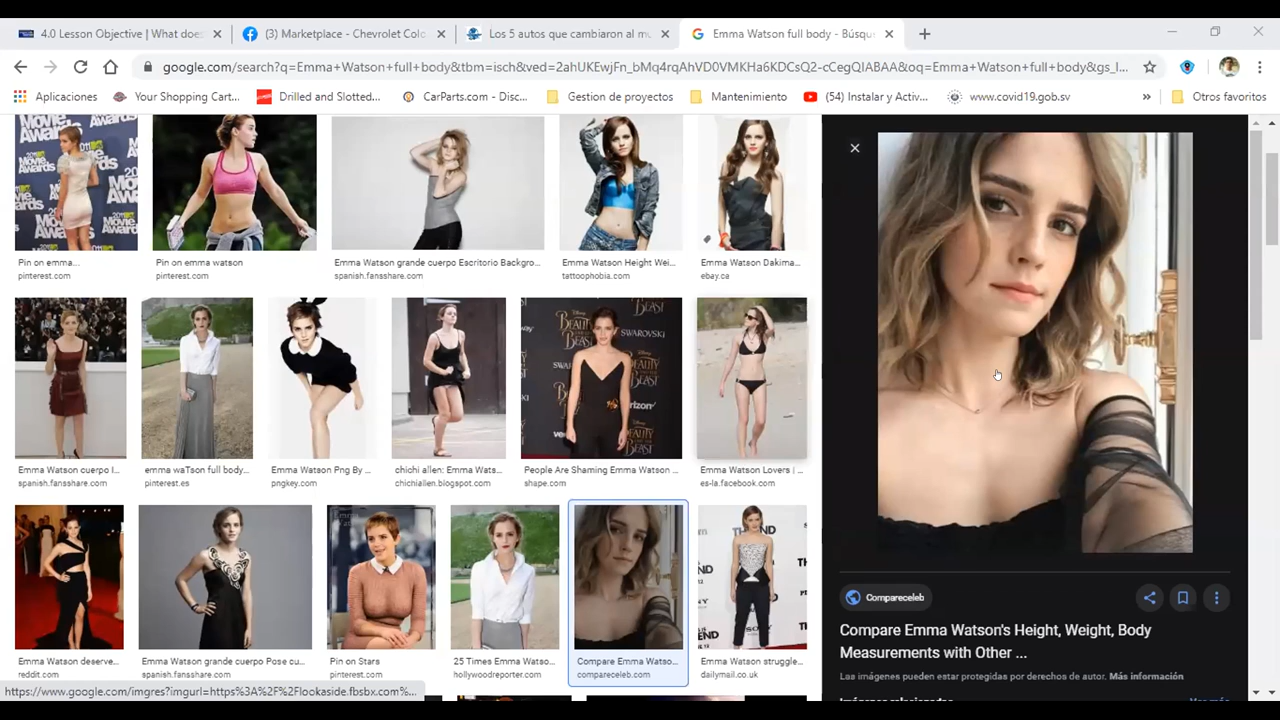 4.0 Lesson Objective | What does
(3) Marketplace - Chevrolet Colo
Los 5 autos que cambiaron al mu
Emma Watson full body - Búsqu
google.com/search?q=Emma+Watson+full+body&tbm=isch&ved=2ahUKEwjFn_bMq4rqAhVD0VMKHa6KDCsQ2-cCegQIABAA&oq=Emma+Watson+full+body&gs_l...
Aplicaciones
Your Shopping Cart...
Drilled and Slotted...
CarParts.com - Disc...
Gestion de proyectos
Mantenimiento
(54) Instalar y Activ...
www.covid19.gob.sv
»
Otros favoritos
Pin on emma...
pinterest.com
Pin on emma watson
pinterest.com
Emma Watson grande cuerpo Escritorio Backgro...
spanish.fansshare.com
Emma Watson Height Wei...
tattoophobia.com
Emma Watson Dakima...
ebay.ca
Emma Watson cuerpo I...
spanish.fansshare.com
emma waTson full body...
pinterest.es
Emma Watson Png By ...
pngkey.com
chichi allen: Emma Wats...
chichiallen.blogspot.com
People Are Shaming Emma Watson ...
shape.com
Emma Watson Lovers | ...
es-la.facebook.com
Emma Watson deserve...
reddit.com
Emma Watson grande cuerpo Pose cu...
spanish.fansshare.com
Pin on Stars
pinterest.com
25 Times Emma Watso...
hollywoodreporter.com
Compare Emma Watso...
compareceleb.com
Emma Watson struggle...
dailymail.co.uk
Compareceleb
Compare Emma Watson's Height, Weight, Body
Measurements with Other ...
Las imágenes pueden estar protegidas por derechos de autor. Más información
https://www.google.com/imgres?imgurl=https%3A%2F%2Flookaside.fbsbx.com%...